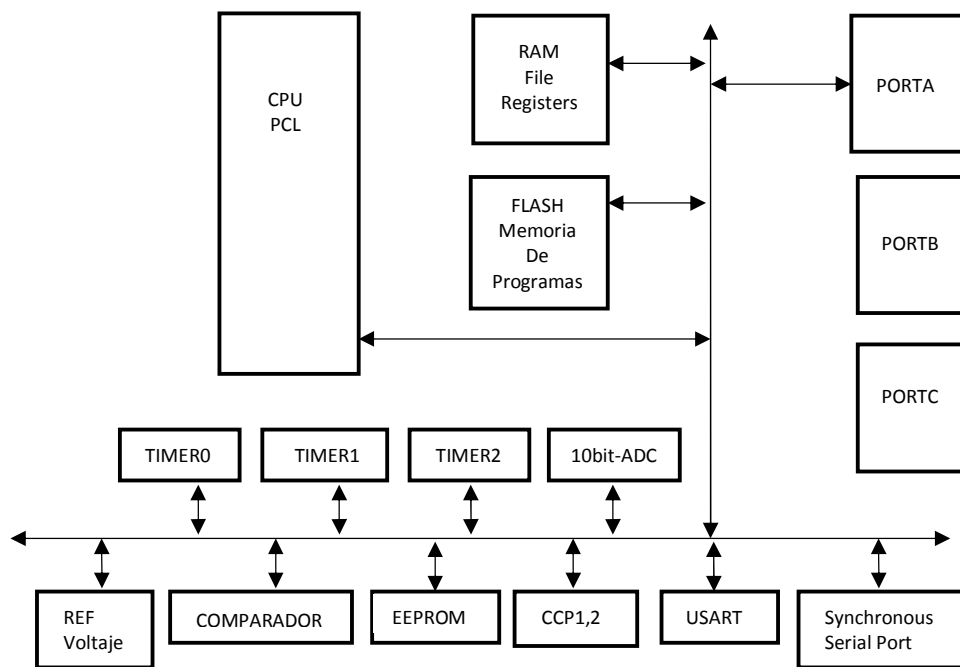 CPU
PCL
RAM
File
Registers
PORTA
FLASH
Memoria
De
Programas
PORTB
PORTC
TIMER0
TIMER1
TIMER2
10bit-ADC
REF
Voltaje
COMPARADOR
EEPROM
CCP1,2
USART
Synchronous
Serial Port